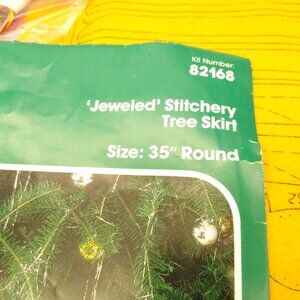 Kit Number:
82168
'Jeweled' Stitchery
Tree Skirt
Size: 35" Round